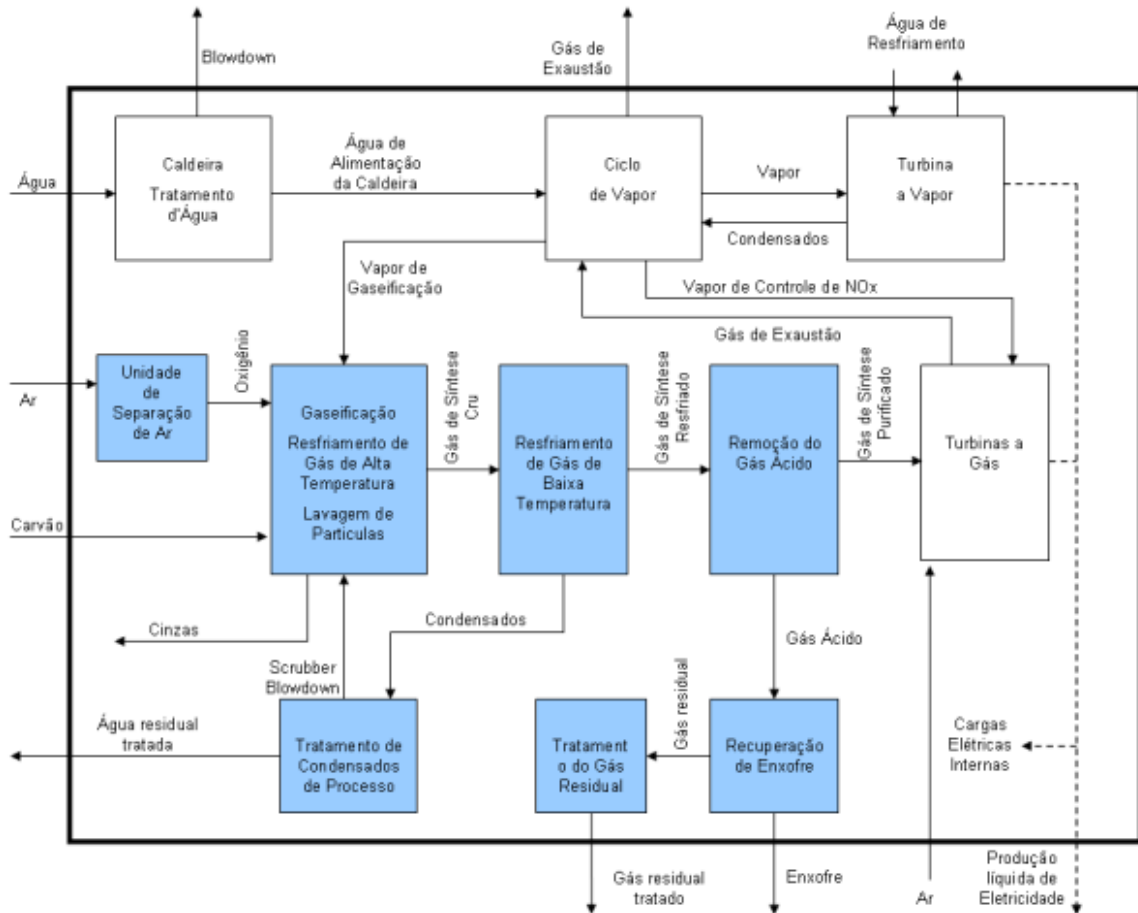 Blowdown
Gás de
Exaustão
Água de
Resfriamento
Água
Caldeira
Tratamento
d'Água
Água de
Alimentação
da Caldeira
Ciclo
de Vapor
Vapor
Condensados
Turbina
a Vapor
Vapor de
Gaseificação
Vapor de Controle de NOx
Gás de Exaustão
Ar
Unidade
de
Separação
de Ar
Oxigênio
Gaseificação
Resfriamento de
Gás de Alta
Temperatura
Lavagem de
Particulas
Gás de Síntese
Cru
Resfriamento
de Gás de
Baixa
Temperatura
Gás de Síntese
Resfriado
Remoção do
Gás Ácido
Gás de Síntese
Purificado
Turbinas a
Gás
Carvão
Cinzas
Condensados
Gás Ácido
Scrubber
Blowdown
Água residual
tratada
Tratamento de
Condensados
de Processo
Tratament
o do Gás
Residual
Gás residual
Recuperação
de Enxofre
Cargas
Elétricas
Internas
Gás residual
tratado
Enxofre
Ar
Produção
líquida de
Eletricidade